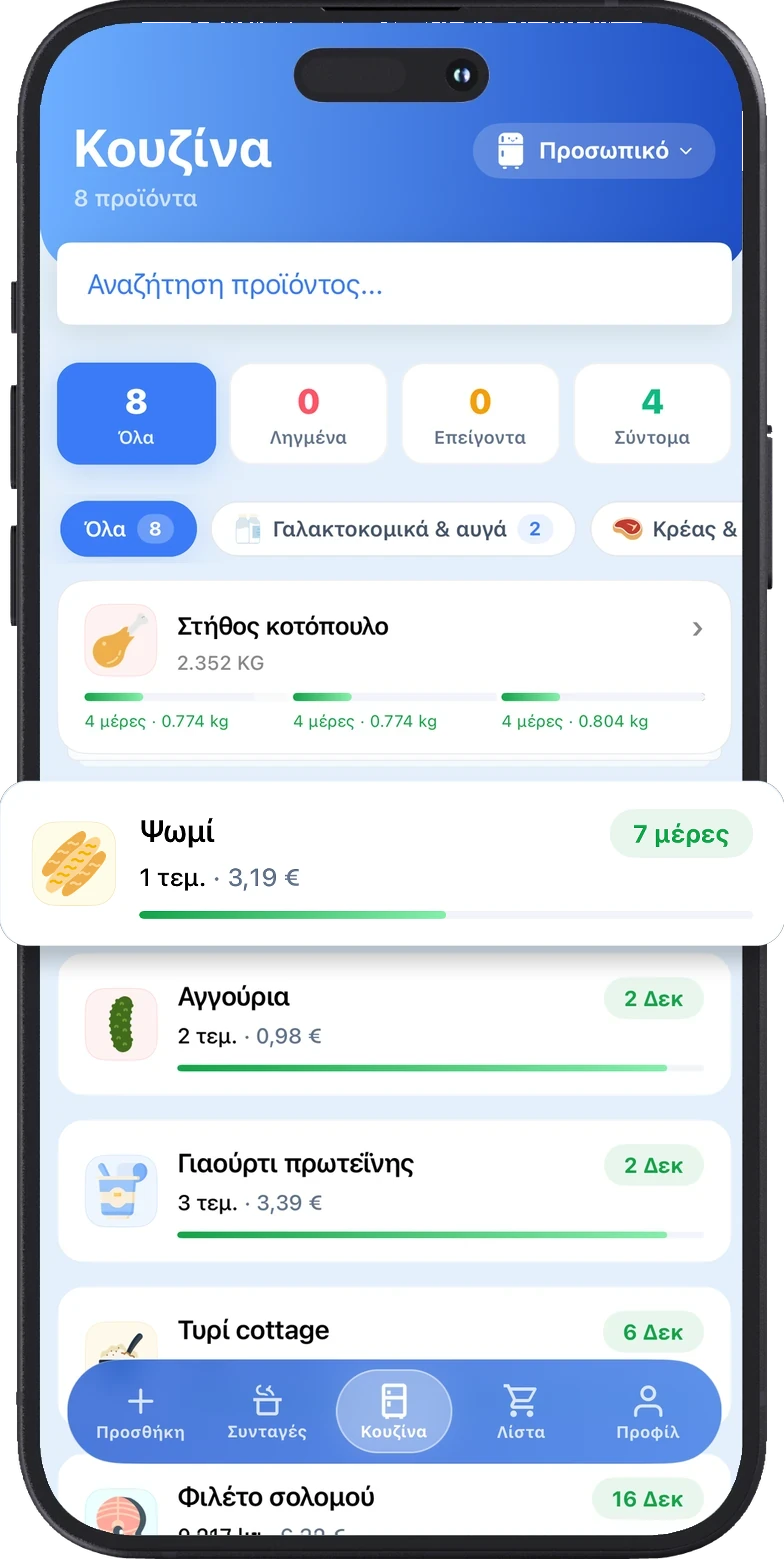 Κουζίνα
Προσωπικό
8 προϊόντα
Αναζήτηση προϊόντος...
8 0 0 4
Όλα Ληγμένα Επείγοντα Σύντομα
Όλα 8 Γαλακτοκομικά & αυγά 2 Κρέας &
Στήθος κοτόπουλο
2.352 KG
4 μέρες · 0.774 kg 4 μέρες · 0.774 kg 4 μέρες · 0.804 kg
Ψωμί 7 μέρες
1 τεμ. · 3,19 €
Αγγούρια 2 Δεκ
2 τεμ. · 0,98 €
Γιαούρτι πρωτεΐνης 2 Δεκ
3 τεμ. · 3,39 €
Τυρί cottage 6 Δεκ
Προσθήκη Συνταγές Κουζίνα Λίστα Προφίλ
Φιλέτο σολομού 16 Δεκ